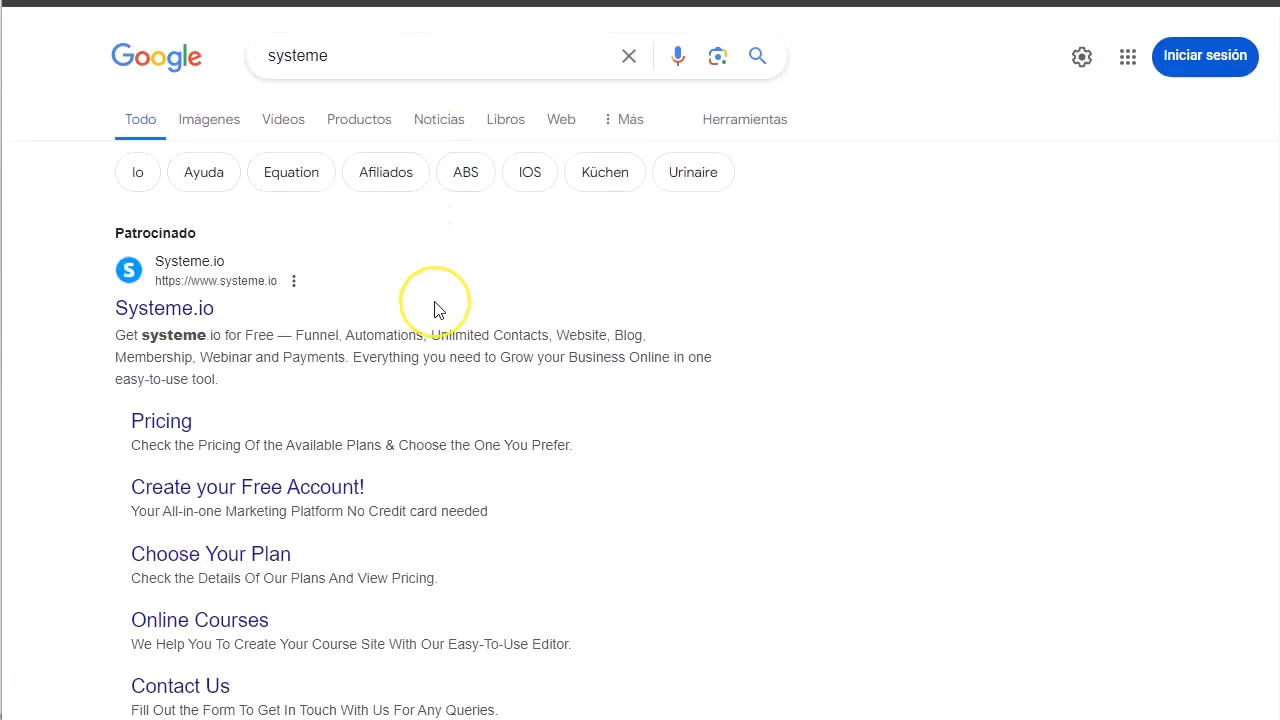 Google
systeme
Iniciar sesión
Todo Imágenes Vídeos Productos Noticias Libros Web Más Herramientas
Io Ayuda Equation Afiliados ABS IOS Küchen Urinaire
Patrocinado
S
Systeme.io
https://www.systeme.io
Systeme.io
Get systeme.io for Free — Funnel, Automations, Unlimited Contacts, Website, Blog,
Membership, Webinar and Payments. Everything you need to Grow your Business Online in one
easy-to-use tool.
Pricing
Check the Pricing Of the Available Plans & Choose the One You Prefer.
Create your Free Account!
Your All-in-one Marketing Platform No Credit card needed
Choose Your Plan
Check the Details Of Our Plans And View Pricing.
Online Courses
We Help You To Create Your Course Site With Our Easy-To-Use Editor.
Contact Us
Fill Out the Form To Get In Touch With Us For Any Queries.